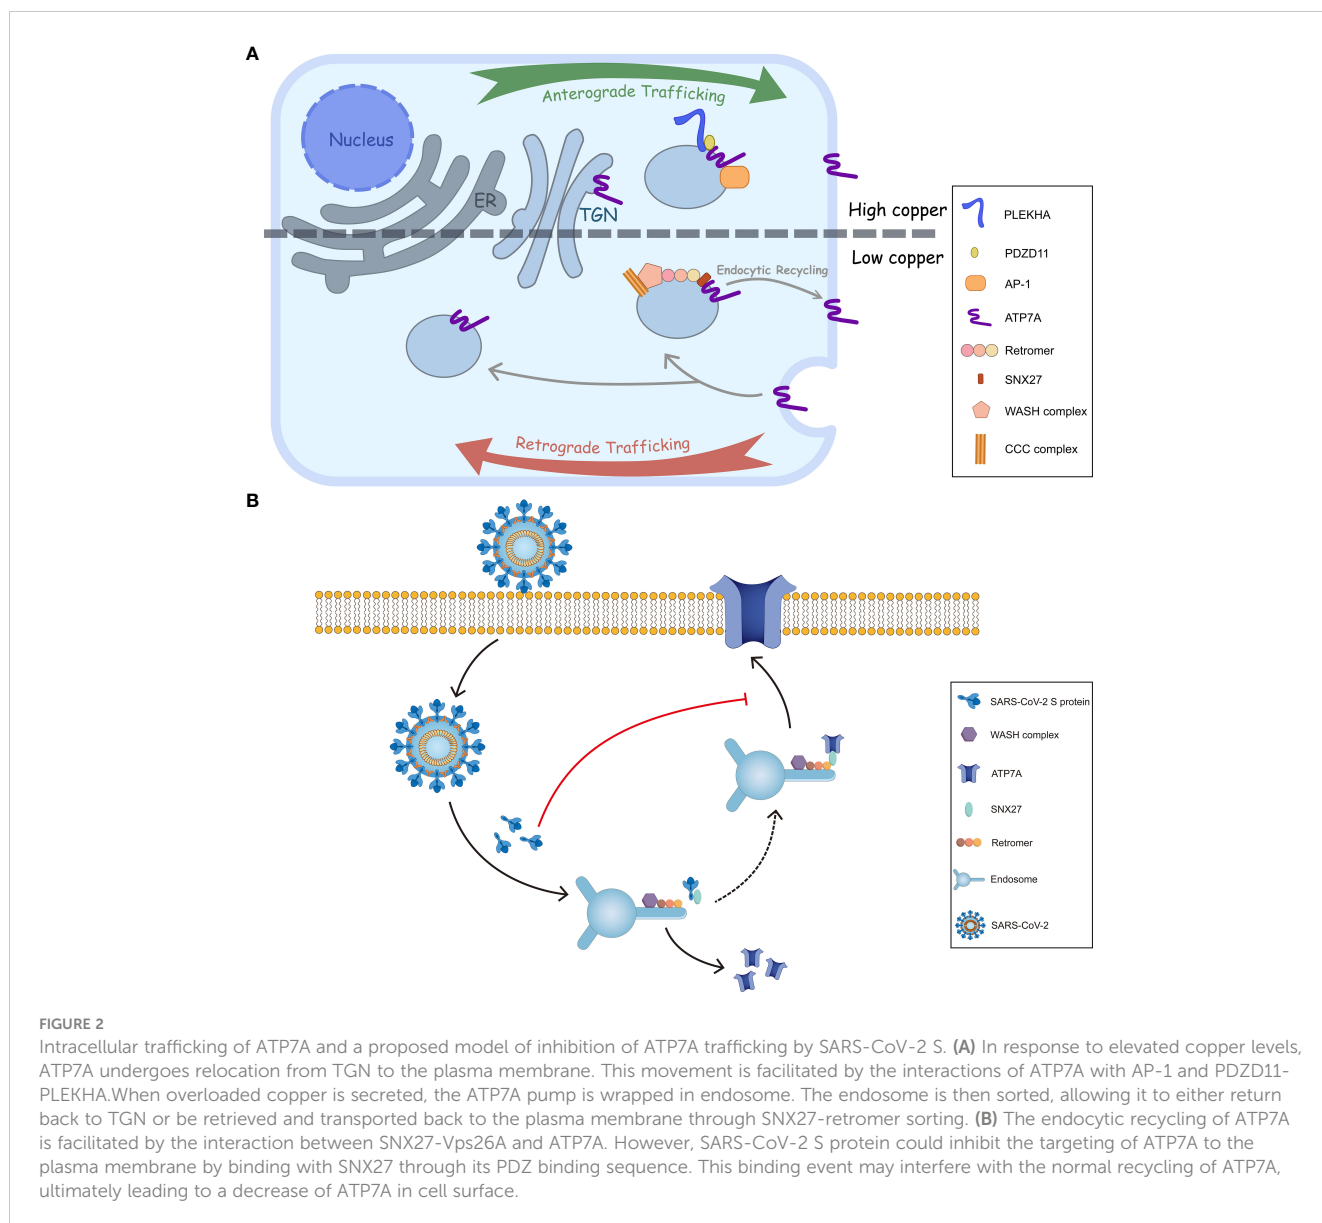 A
Anterograde Trafficking
Nucleus
ER
TGN
High copper
Low copper
Endocytic Recycling
Retrograde Trafficking
PLEKHA
PDZD11
AP-1
ATP7A
Retromer
SNX27
WASH complex
CCC complex
B
SARS-CoV-2 S protein
WASH complex
ATP7A
SNX27
Retromer
Endosome
SARS-CoV-2
FIGURE 2
Intracellular trafficking of ATP7A and a proposed model of inhibition of ATP7A trafficking by SARS-CoV-2 S. (A) In response to elevated copper levels,
ATP7A undergoes relocation from TGN to the plasma membrane. This movement is facilitated by the interactions of ATP7A with AP-1 and PDZD11-
PLEKHA.When overloaded copper is secreted, the ATP7A pump is wrapped in endosome. The endosome is then sorted, allowing it to either return
back to TGN or be retrieved and transported back to the plasma membrane through SNX27-retromer sorting. (B) The endocytic recycling of ATP7A
is facilitated by the interaction between SNX27-Vps26A and ATP7A. However, SARS-CoV-2 S protein could inhibit the targeting of ATP7A to the
plasma membrane by binding with SNX27 through its PDZ binding sequence. This binding event may interfere with the normal recycling of ATP7A,
ultimately leading to a decrease of ATP7A in cell surface.